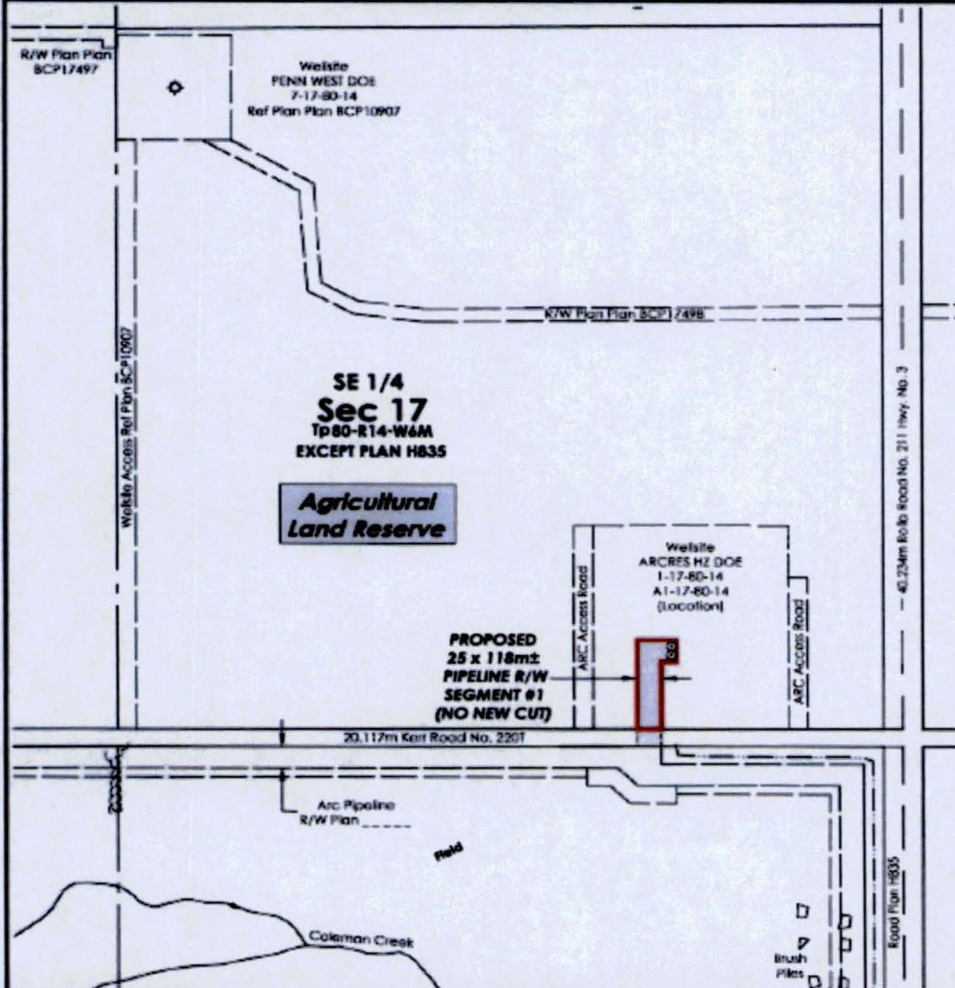 R/W Plan Plan
BCP17497
Wellsite
PENN WEST DOE
7-17-80-14
Ref Plan Plan BCP10907
R/W Plan Plan BCP17498
Wellsite Access Ref Plan BCP10907
40.234m Rolla Road No. 211 Hwy. No. 3
SE 1/4
Sec 17
Tp80-R14-W6M
EXCEPT PLAN H835
Agricultural
Land Reserve
Wellsite
ARCRES HZ DOE
1-17-80-14
A1-17-80-14
(Location)
ARC Access Road
ARC Access Road
PROPOSED
25 x 118m±
PIPELINE R/W
SEGMENT #1
(NO NEW CUT)
20.117m Kerr Road No. 220T
Arc Pipeline
R/W Plan _____
Field
Coleman Creek
Brush
Piles
Road Plan H835